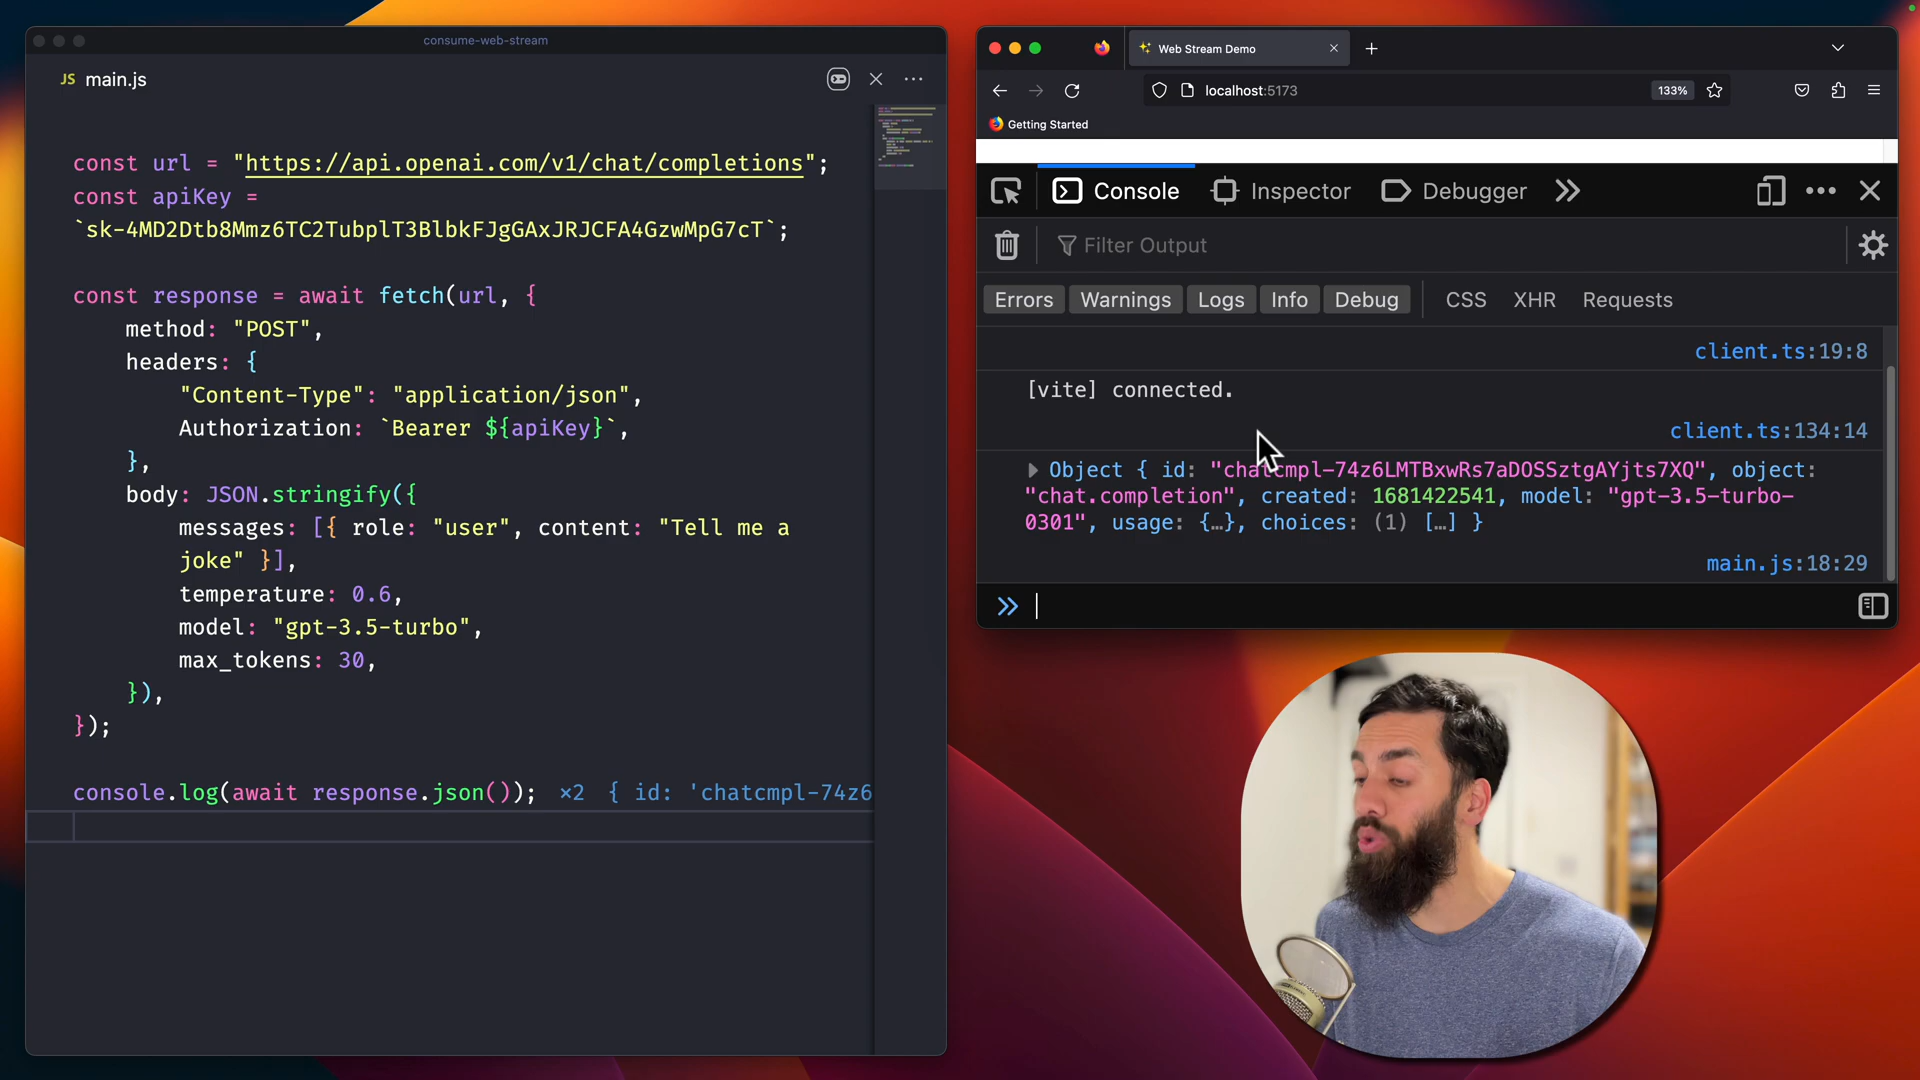 consume-web-stream
JS main.js
const url = "https://api.openai.com/v1/chat/completions";
const apiKey =
`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`;
const response = await fetch(url, {
method: "POST",
headers: {
"Content-Type": "application/json",
Authorization: `Bearer ${apiKey}`,
},
body: JSON.stringify({
messages: [{ role: "user", content: "Tell me a
joke" }],
temperature: 0.6,
model: "gpt-3.5-turbo",
max_tokens: 30,
}),
});
console.log(await response.json()); ×2 { id: 'chatcmpl-74z6
Web Stream Demo
localhost:5173
133%
Getting Started
Console Inspector Debugger
Filter Output
Errors Warnings Logs Info Debug CSS XHR Requests
client.ts:19:8
[vite] connected.
client.ts:134:14
Object { id: "chatcmpl-74z6LMTBxwRs7aDOSSztgAYjts7XQ", object:
"chat.completion", created: 1681422541, model: "gpt-3.5-turbo-
0301", usage: {…}, choices: (1) […] }
main.js:18:29